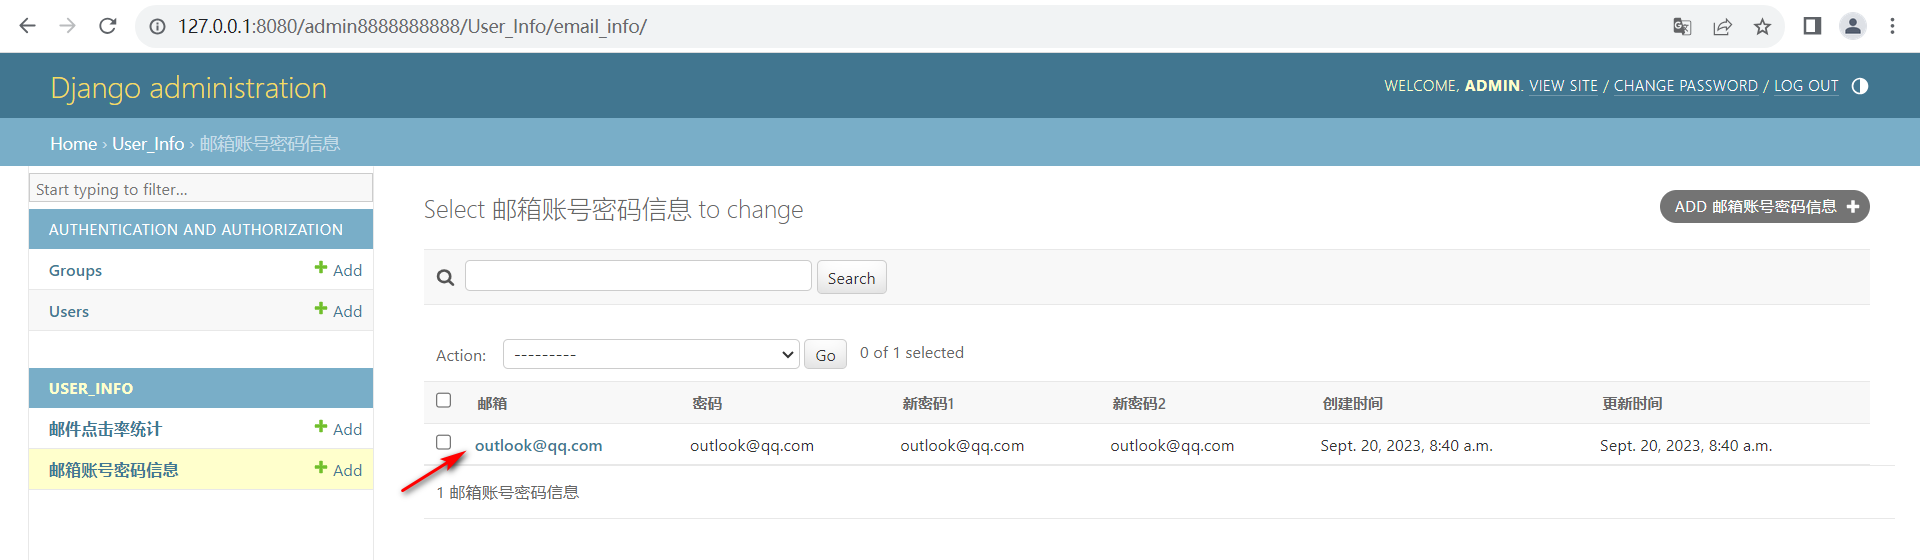 127.0.0.1:8080/admin8888888888/User_Info/email_info/
Django administration
WELCOME, ADMIN. VIEW SITE / CHANGE PASSWORD / LOG OUT
Home › User_Info › 邮箱账号密码信息
Start typing to filter...
AUTHENTICATION AND AUTHORIZATION
Groups Add
Users Add
USER_INFO
邮件点击率统计 Add
邮箱账号密码信息 Add
Select 邮箱账号密码信息 to change
ADD 邮箱账号密码信息
Search
Action: --------- Go 0 of 1 selected
邮箱 密码 新密码1 新密码2 创建时间 更新时间
outlook@qq.com outlook@qq.com outlook@qq.com outlook@qq.com Sept. 20, 2023, 8:40 a.m. Sept. 20, 2023, 8:40 a.m.
1 邮箱账号密码信息